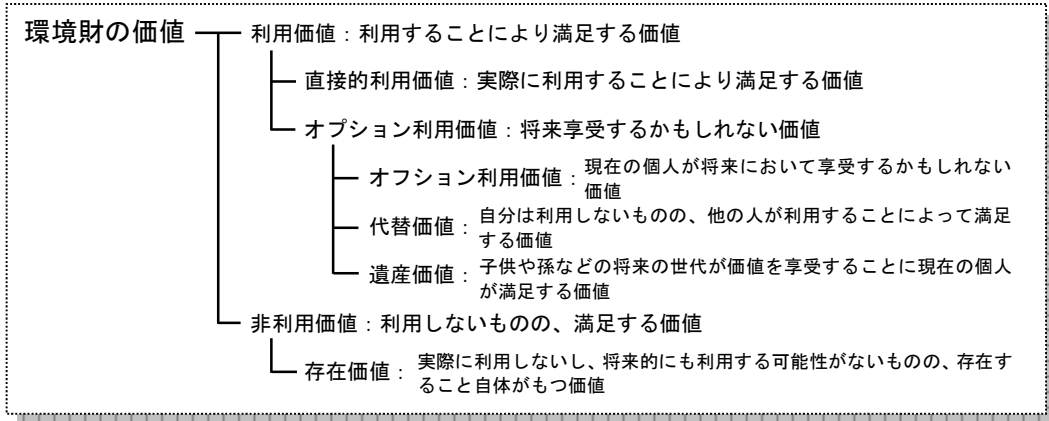 環境財の価値
利用価値：利用することにより満足する価値
直接的利用価値：実際に利用することにより満足する価値
オプション利用価値：将来享受するかもしれない価値
オフション利用価値：現在の個人が将来において享受するかもしれない
価値
代替価値：自分は利用しないものの、他の人が利用することによって満足
する価値
遺産価値：子供や孫などの将来の世代が価値を享受することに現在の個人
が満足する価値
非利用価値：利用しないものの、満足する価値
存在価値：実際に利用しないし、将来的にも利用する可能性がないものの、存在す
ること自体がもつ価値